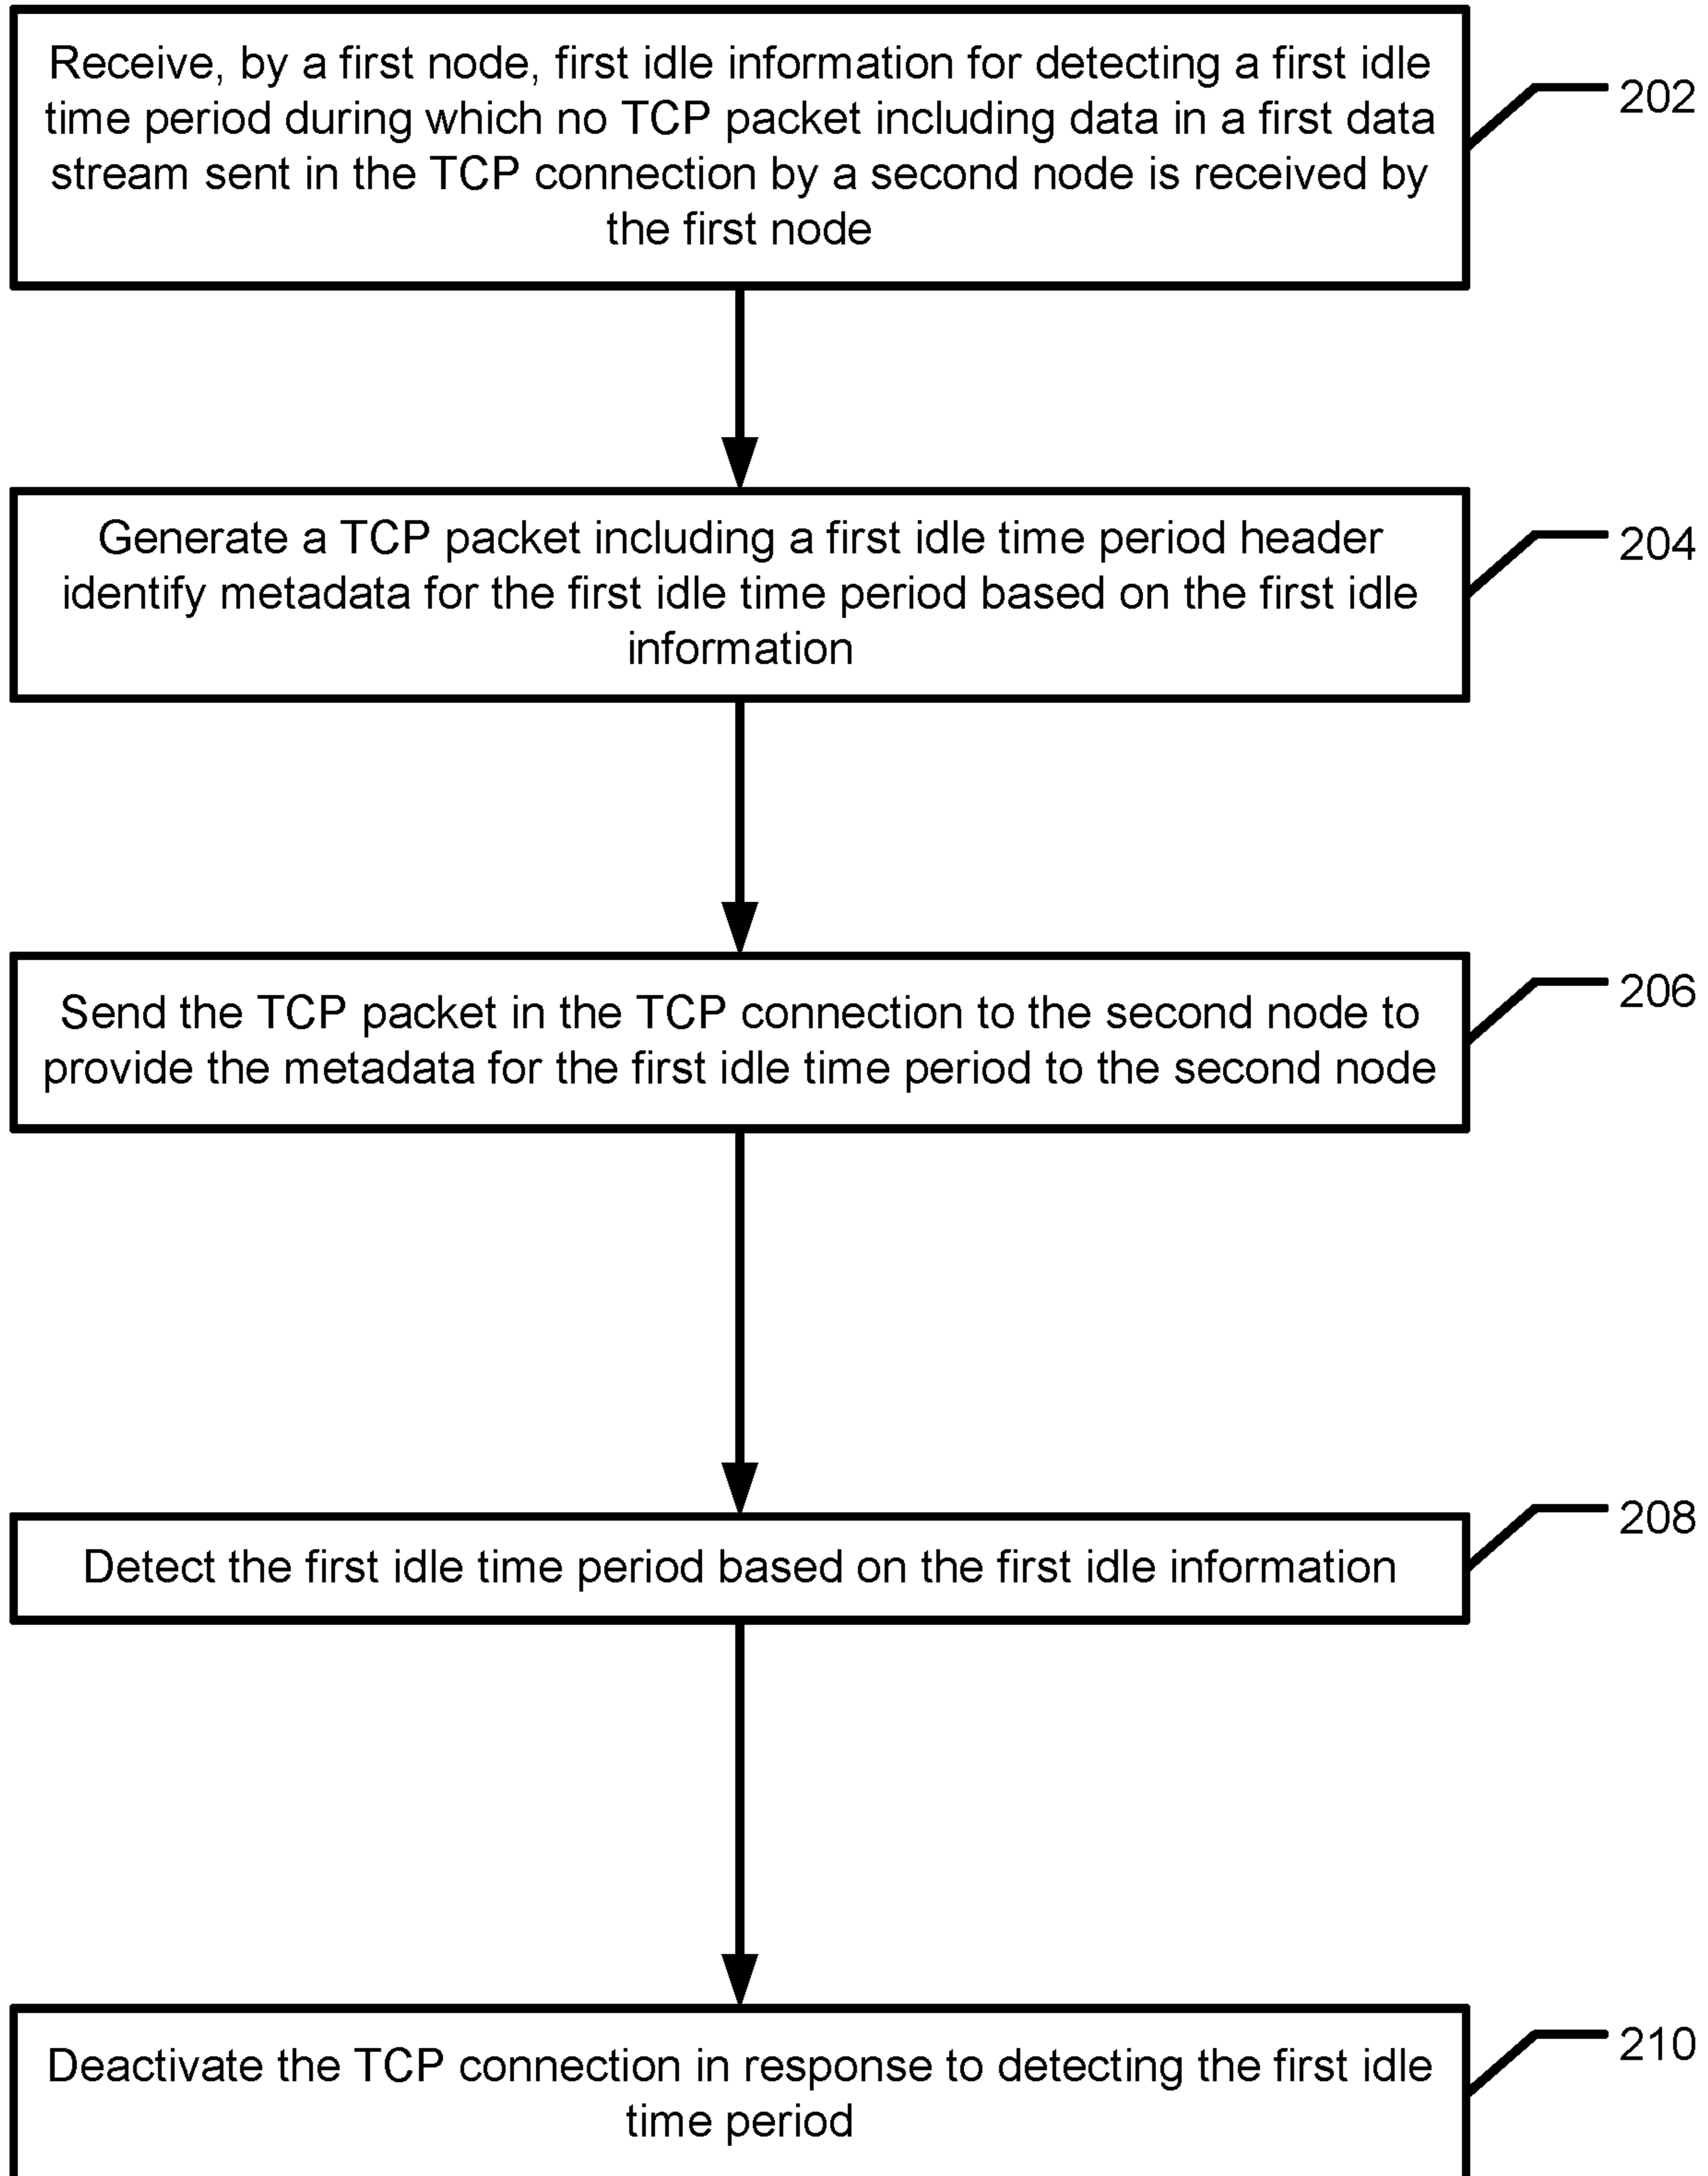 Receive, by a first node, first idle information for detecting a first idle
time period during which no TCP packet including data in a first data
stream sent in the TCP connection by a second node is received by
the first node
202
Generate a TCP packet including a first idle time period header
identify metadata for the first idle time period based on the first idle
information
204
Send the TCP packet in the TCP connection to the second node to
provide the metadata for the first idle time period to the second node
206
Detect the first idle time period based on the first idle information
208
Deactivate the TCP connection in response to detecting the first idle
time period
210